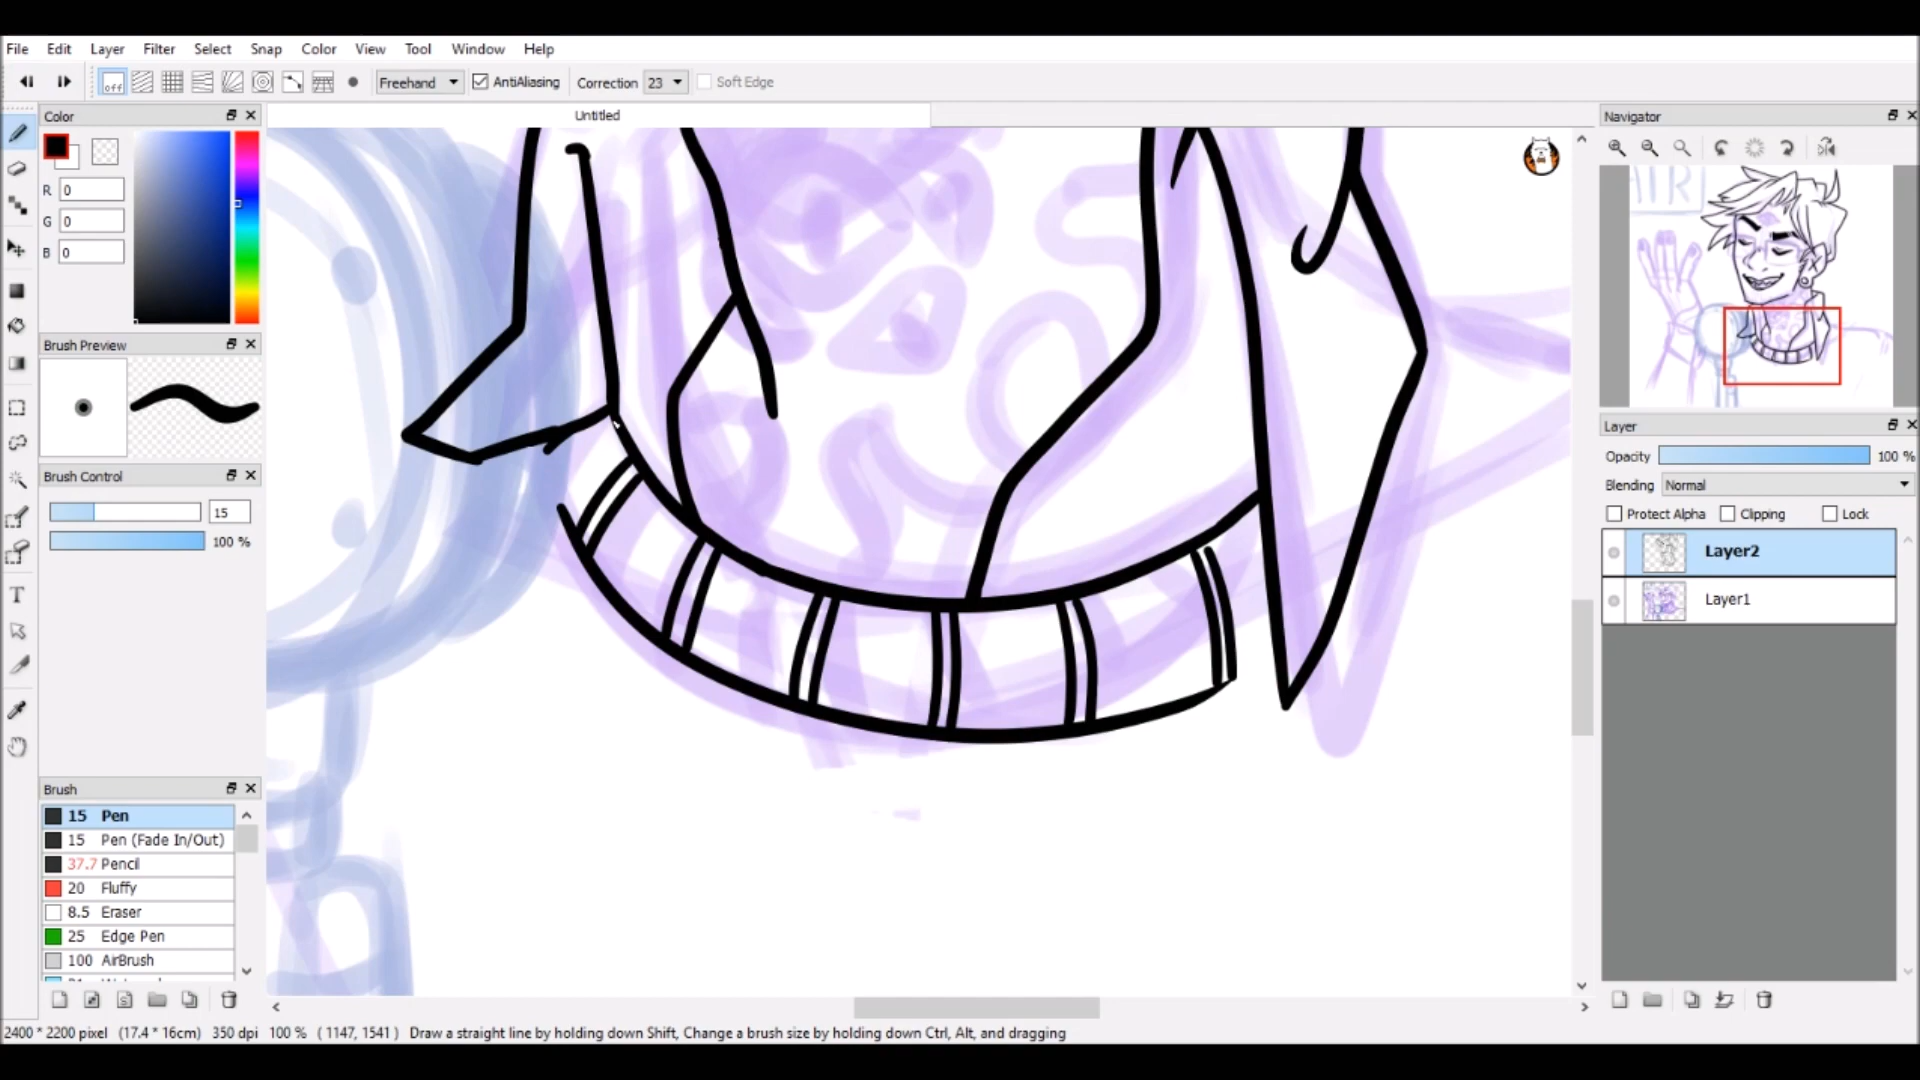 File Edit Layer Filter Select Snap Color View Tool Window Help
off Freehand AntiAliasing Correction 23 Soft Edge
Color
Untitled
Navigator
R 0
G 0
B 0
AIR
Brush Preview
Layer
Opacity 100 %
Brush Control
Blending Normal
15
Protect Alpha Clipping Lock
100 %
Layer2
Layer1
T
Brush
15 Pen
15 Pen (Fade In/Out)
37.7 Pencil
20 Fluffy
8.5 Eraser
25 Edge Pen
100 AirBrush
2400 * 2200 pixel (17.4 * 16cm) 350 dpi 100 % ( 1147, 1541 ) Draw a straight line by holding down Shift, Change a brush size by holding down Ctrl, Alt, and dragging